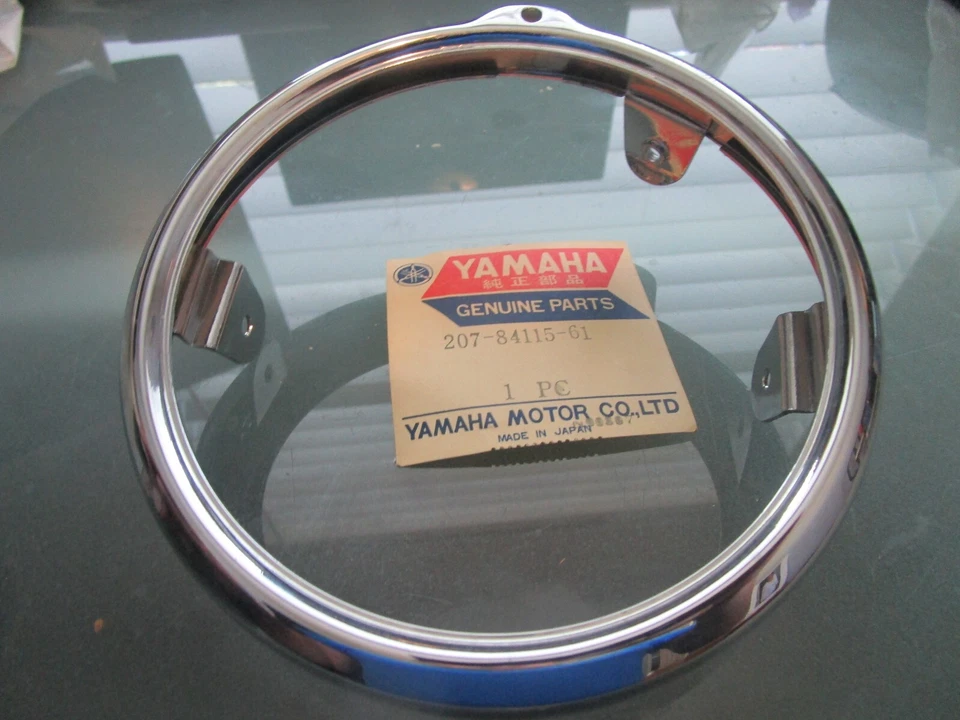 YAMAHA
純正部品
GENUINE PARTS
207-84115-61
1 PC
YAMAHA MOTOR CO.,LTD
MADE IN JAPAN